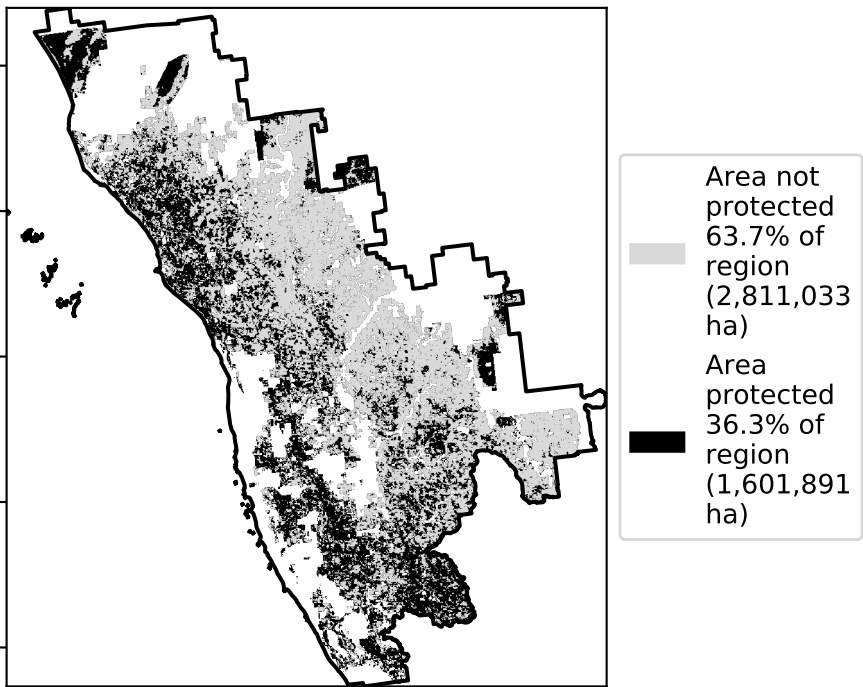 Area not
protected
63.7% of
region
(2,811,033
ha)
Area
protected
36.3% of
region
(1,601,891
ha)